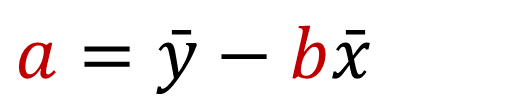 a = ȳ − bx̄